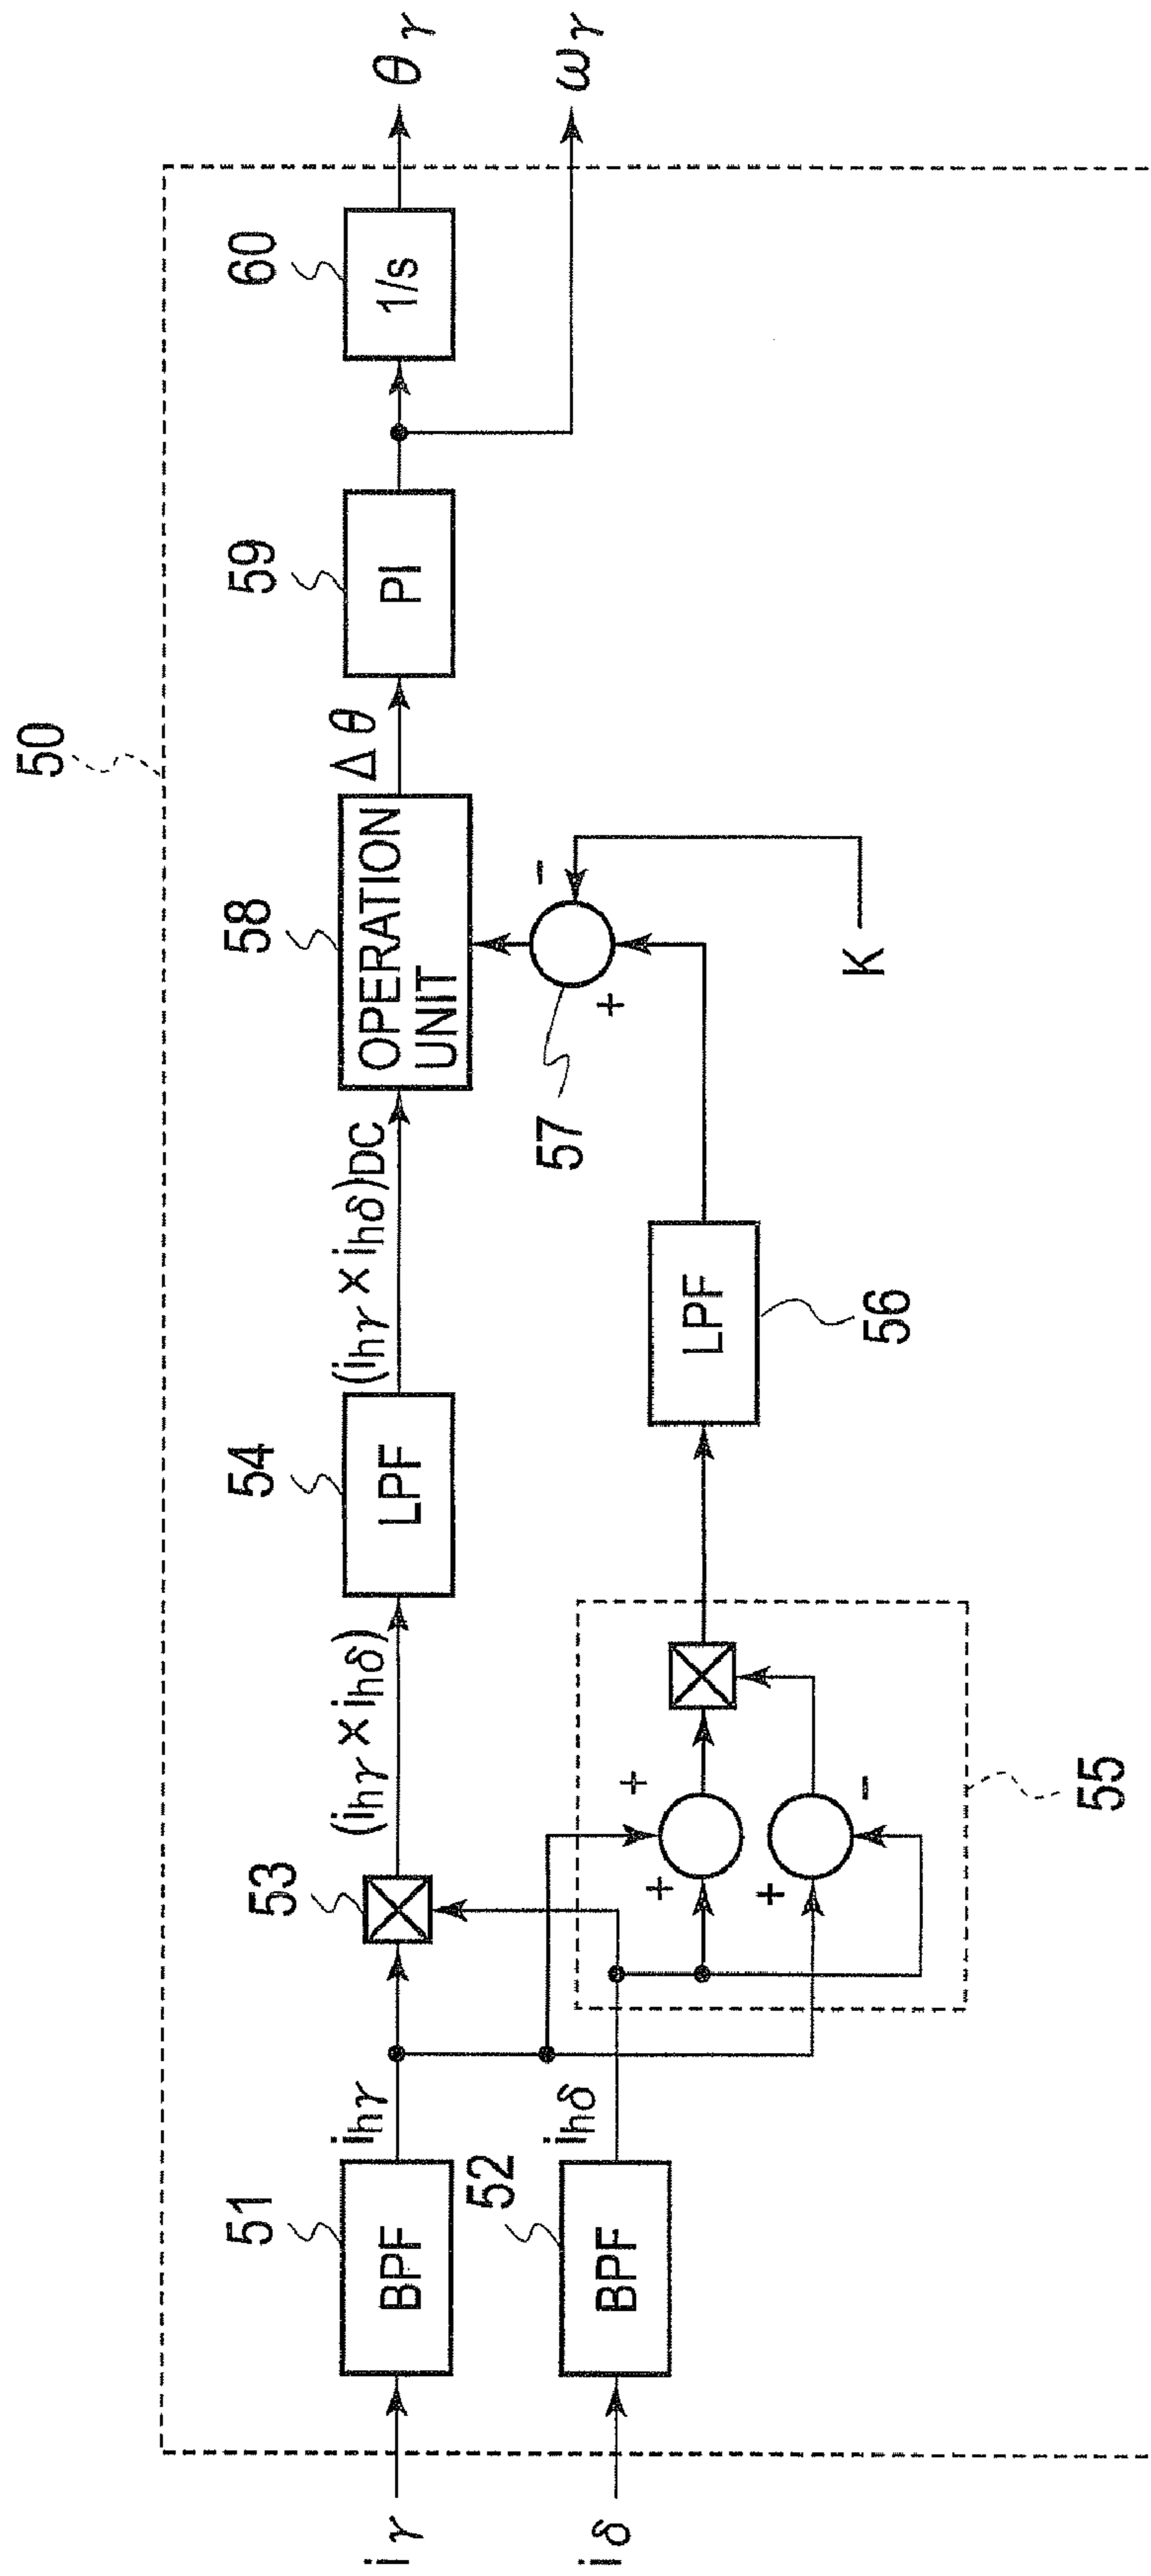 50
iγ
51
BPF
ihγ
53
(ihγ × ihδ)
54
LPF
(ihγ × ihδ)DC
58
OPERATION
UNIT
Δθ
59
PI
60
1/s
θγ
ωγ
iδ
52
BPF
ihδ
+
+
+
-
55
LPF
56
57
+
-
K